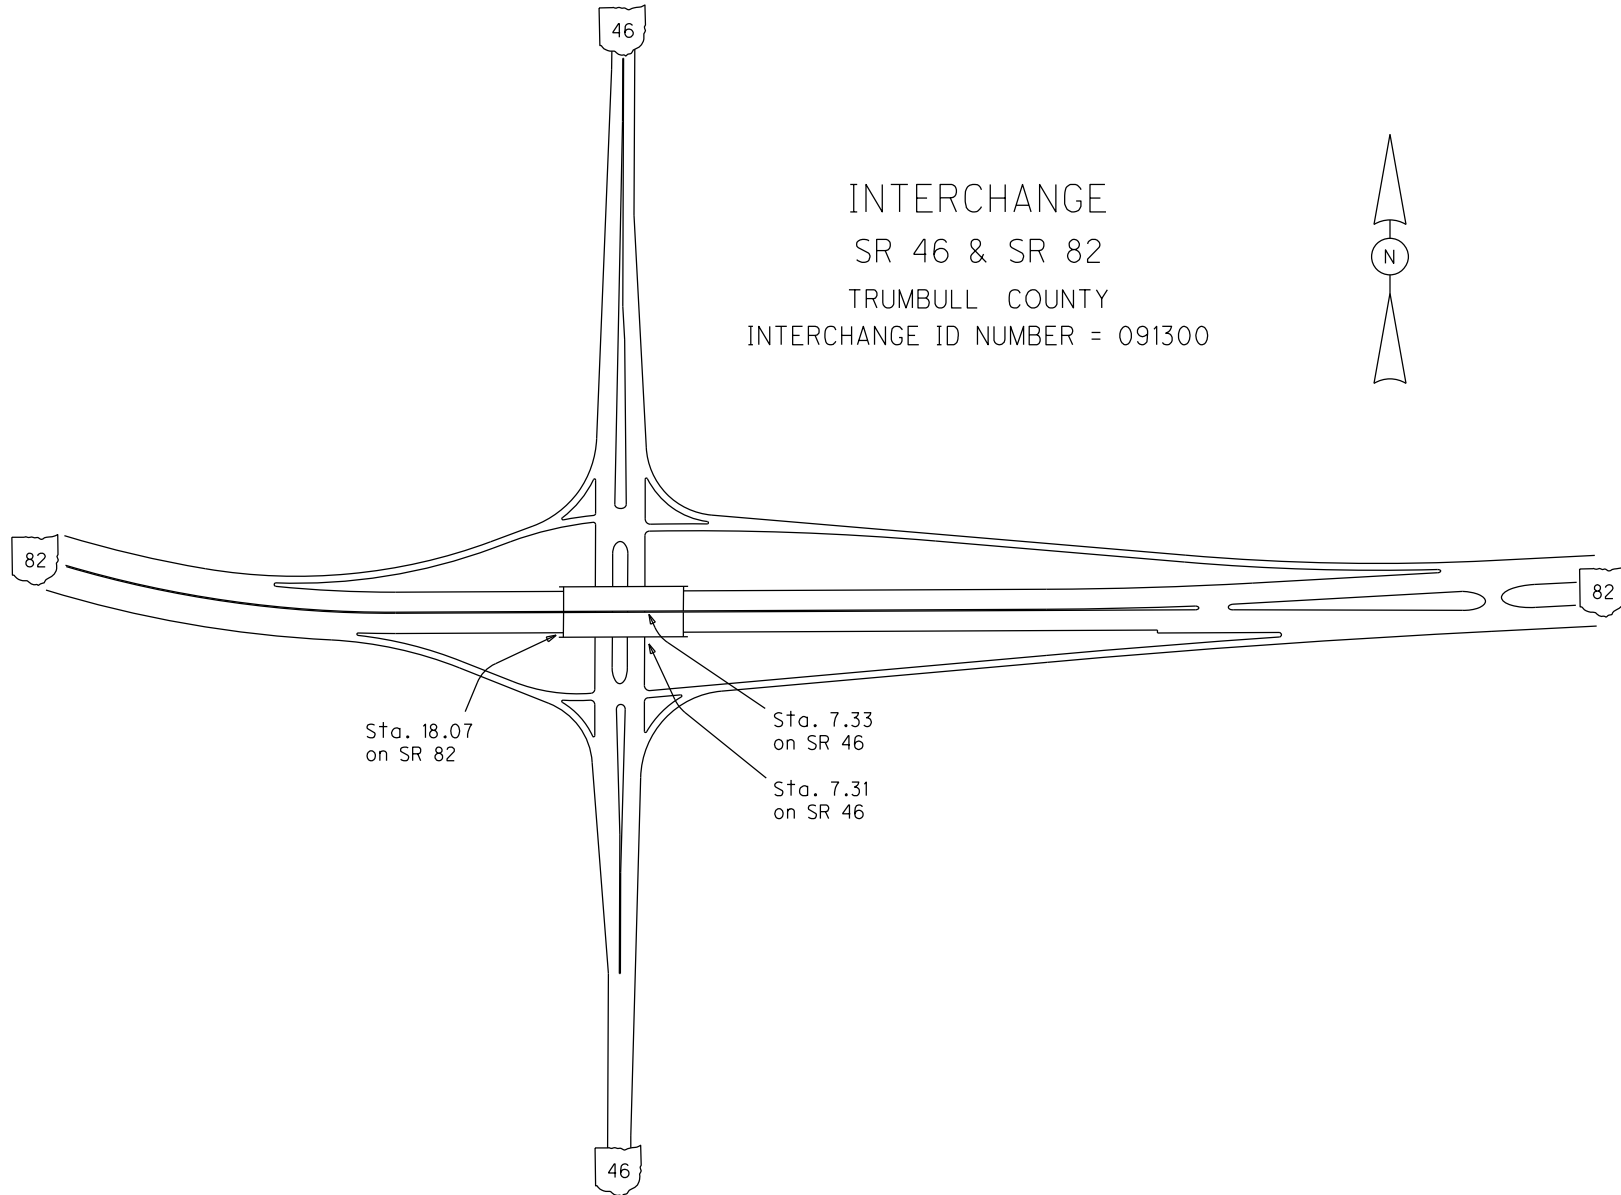 46
INTERCHANGE
SR 46 & SR 82
TRUMBULL COUNTY
INTERCHANGE ID NUMBER = 091300
N
82
82
Sta. 18.07
on SR 82
Sta. 7.33
on SR 46
Sta. 7.31
on SR 46
46